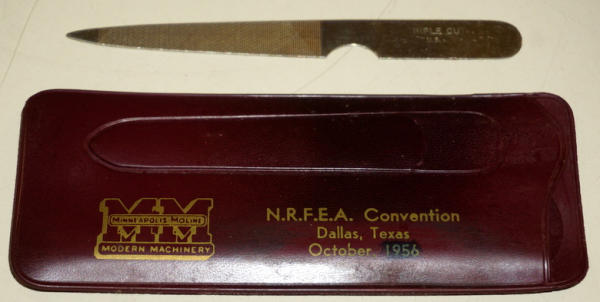 U.S.A.
MM
MINNEAPOLIS-MOLINE
MODERN MACHINERY
N.R.F.E.A. Convention
Dallas, Texas
October 1956